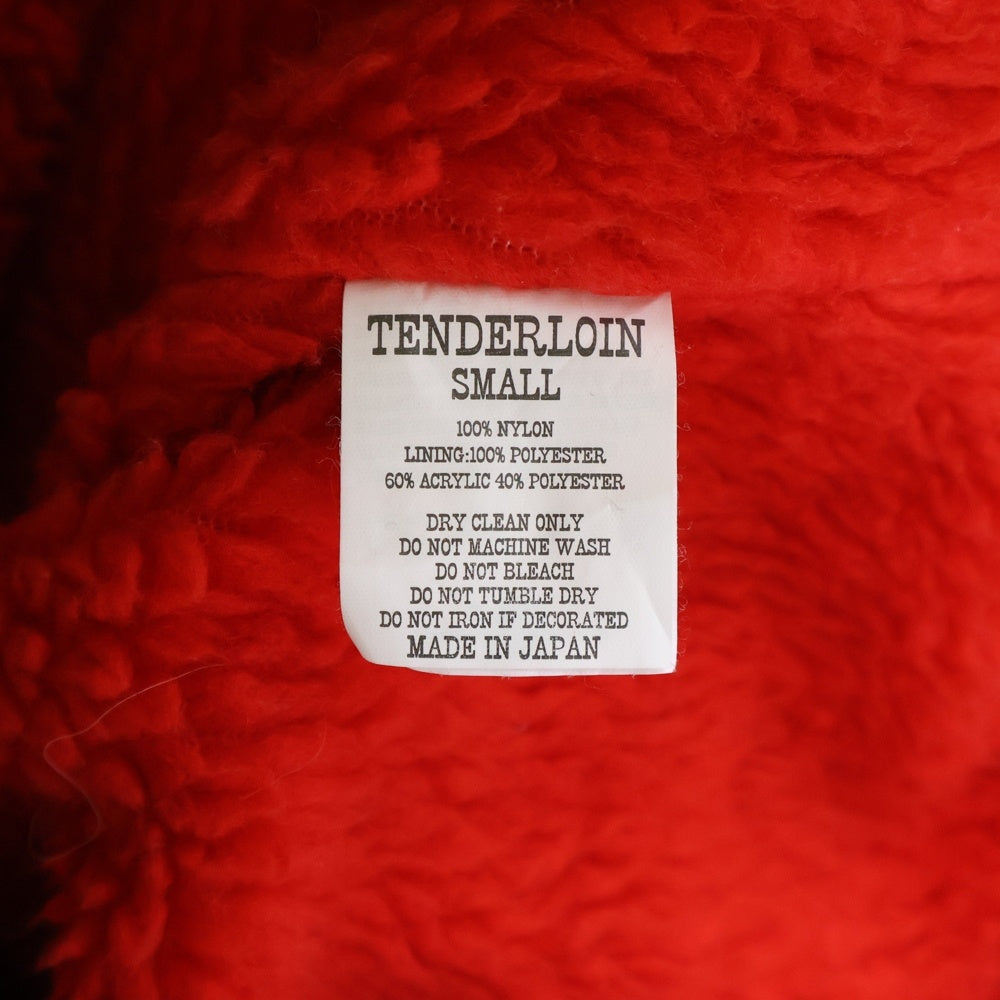 TENDERLOIN
SMALL
100% NYLON
LINING:100% POLYESTER
60% ACRYLIC 40% POLYESTER
DRY CLEAN ONLY
DO NOT MACHINE WASH
DO NOT BLEACH
DO NOT TUMBLE DRY
DO NOT IRON IF DECORATED
MADE IN JAPAN